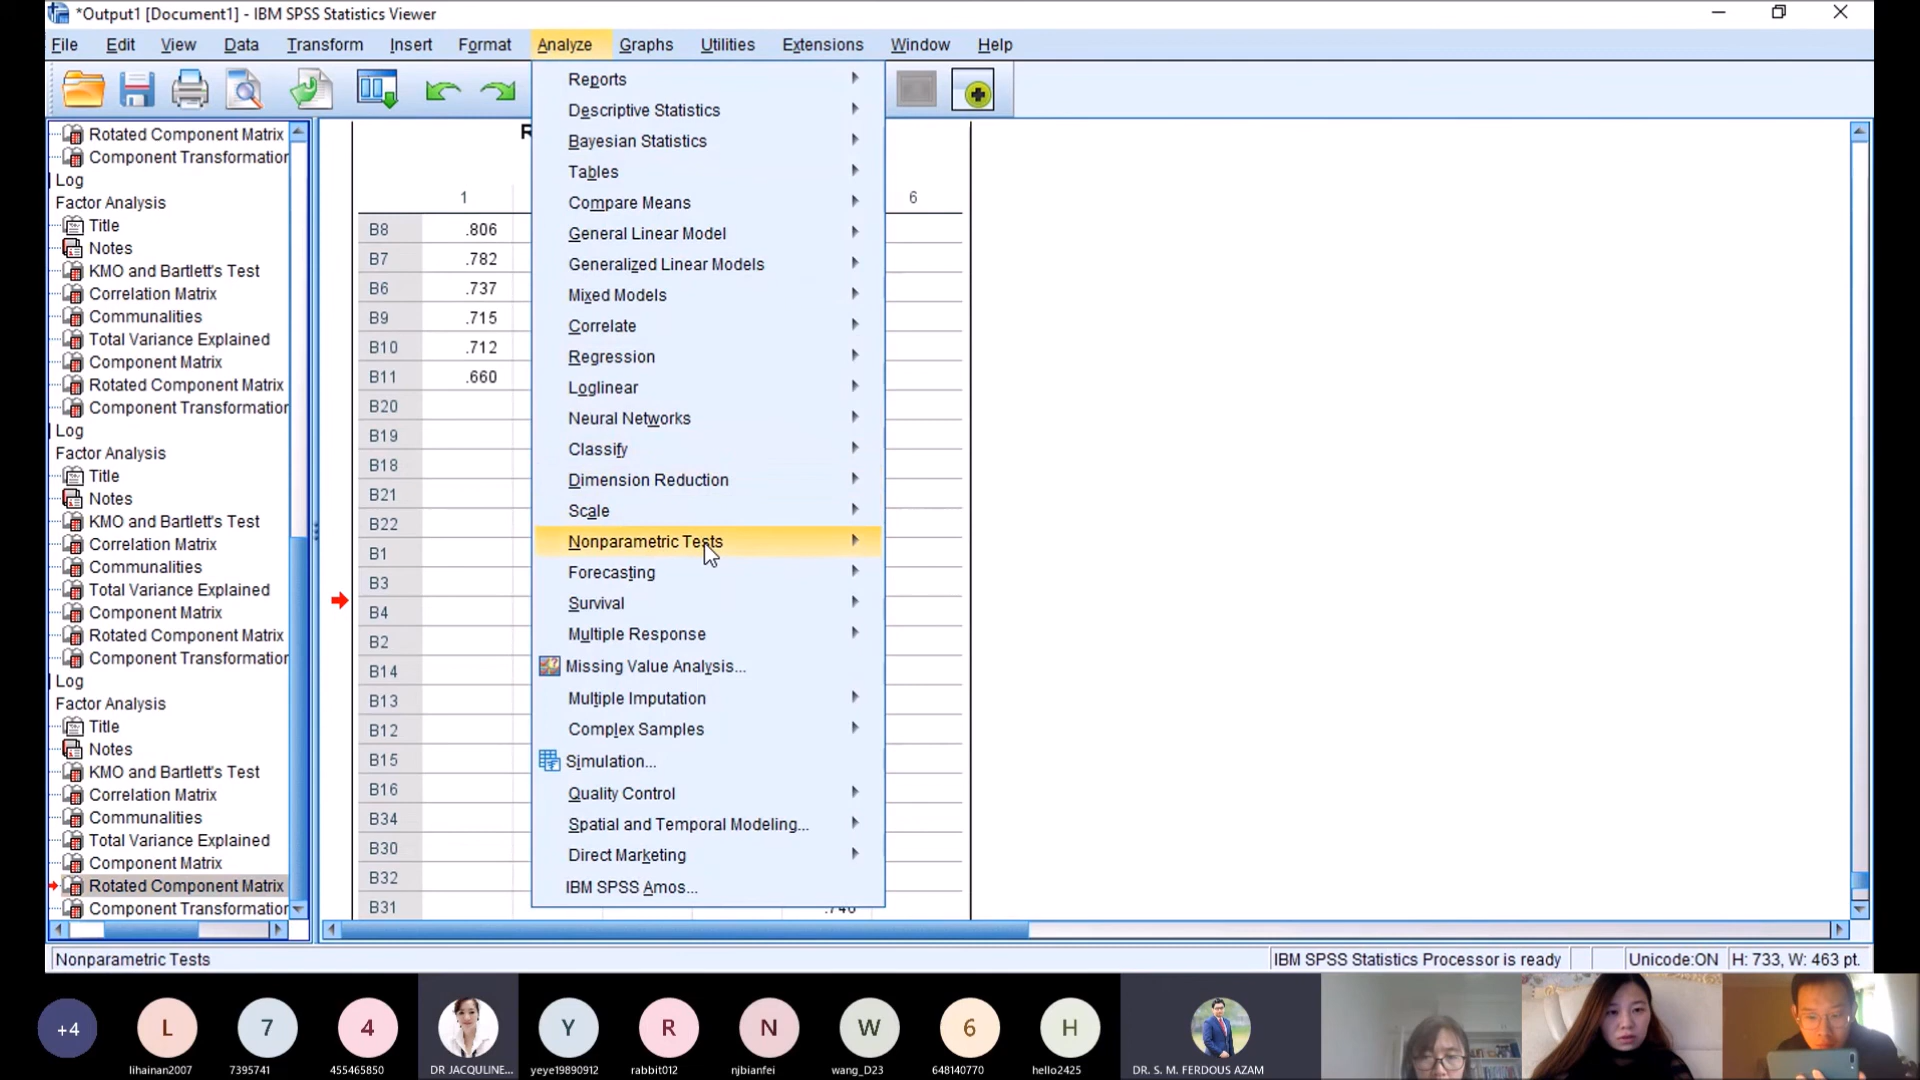 *Output1 [Document1] - IBM SPSS Statistics Viewer
File Edit View Data Transform Insert Format Analyze Graphs Utilities Extensions Window Help
Rotated Component Matrix
Component Transformation
Log
Factor Analysis
Title
Notes
KMO and Bartlett's Test
Correlation Matrix
Communalities
Total Variance Explained
Component Matrix
Rotated Component Matrix
Component Transformation
Log
Factor Analysis
Title
Notes
KMO and Bartlett's Test
Correlation Matrix
Communalities
Total Variance Explained
Component Matrix
Rotated Component Matrix
Component Transformation
Log
Factor Analysis
Title
Notes
KMO and Bartlett's Test
Correlation Matrix
Communalities
Total Variance Explained
Component Matrix
Rotated Component Matrix
Component Transformation
R
1 6
B8 .806
B7 .782
B6 .737
B9 .715
B10 .712
B11 .660
B20
B19
B18
B21
B22
B1
B3
B4
B2
B14
B13
B12
B15
B16
B34
B30
B32
B31 .746
Reports
Descriptive Statistics
Bayesian Statistics
Tables
Compare Means
General Linear Model
Generalized Linear Models
Mixed Models
Correlate
Regression
Loglinear
Neural Networks
Classify
Dimension Reduction
Scale
Nonparametric Tests
Forecasting
Survival
Multiple Response
Missing Value Analysis...
Multiple Imputation
Complex Samples
Simulation...
Quality Control
Spatial and Temporal Modeling...
Direct Marketing
IBM SPSS Amos...
Nonparametric Tests IBM SPSS Statistics Processor is ready Unicode:ON H: 733, W: 463 pt.
+4 L 7 4 Y R N W 6 H
lihainan2007 7395741 455465850 DR JACQULINE... yeye19890912 rabbit012 njbianfei wang_D23 648140770 hello2425 DR. S. M. FERDOUS AZAM